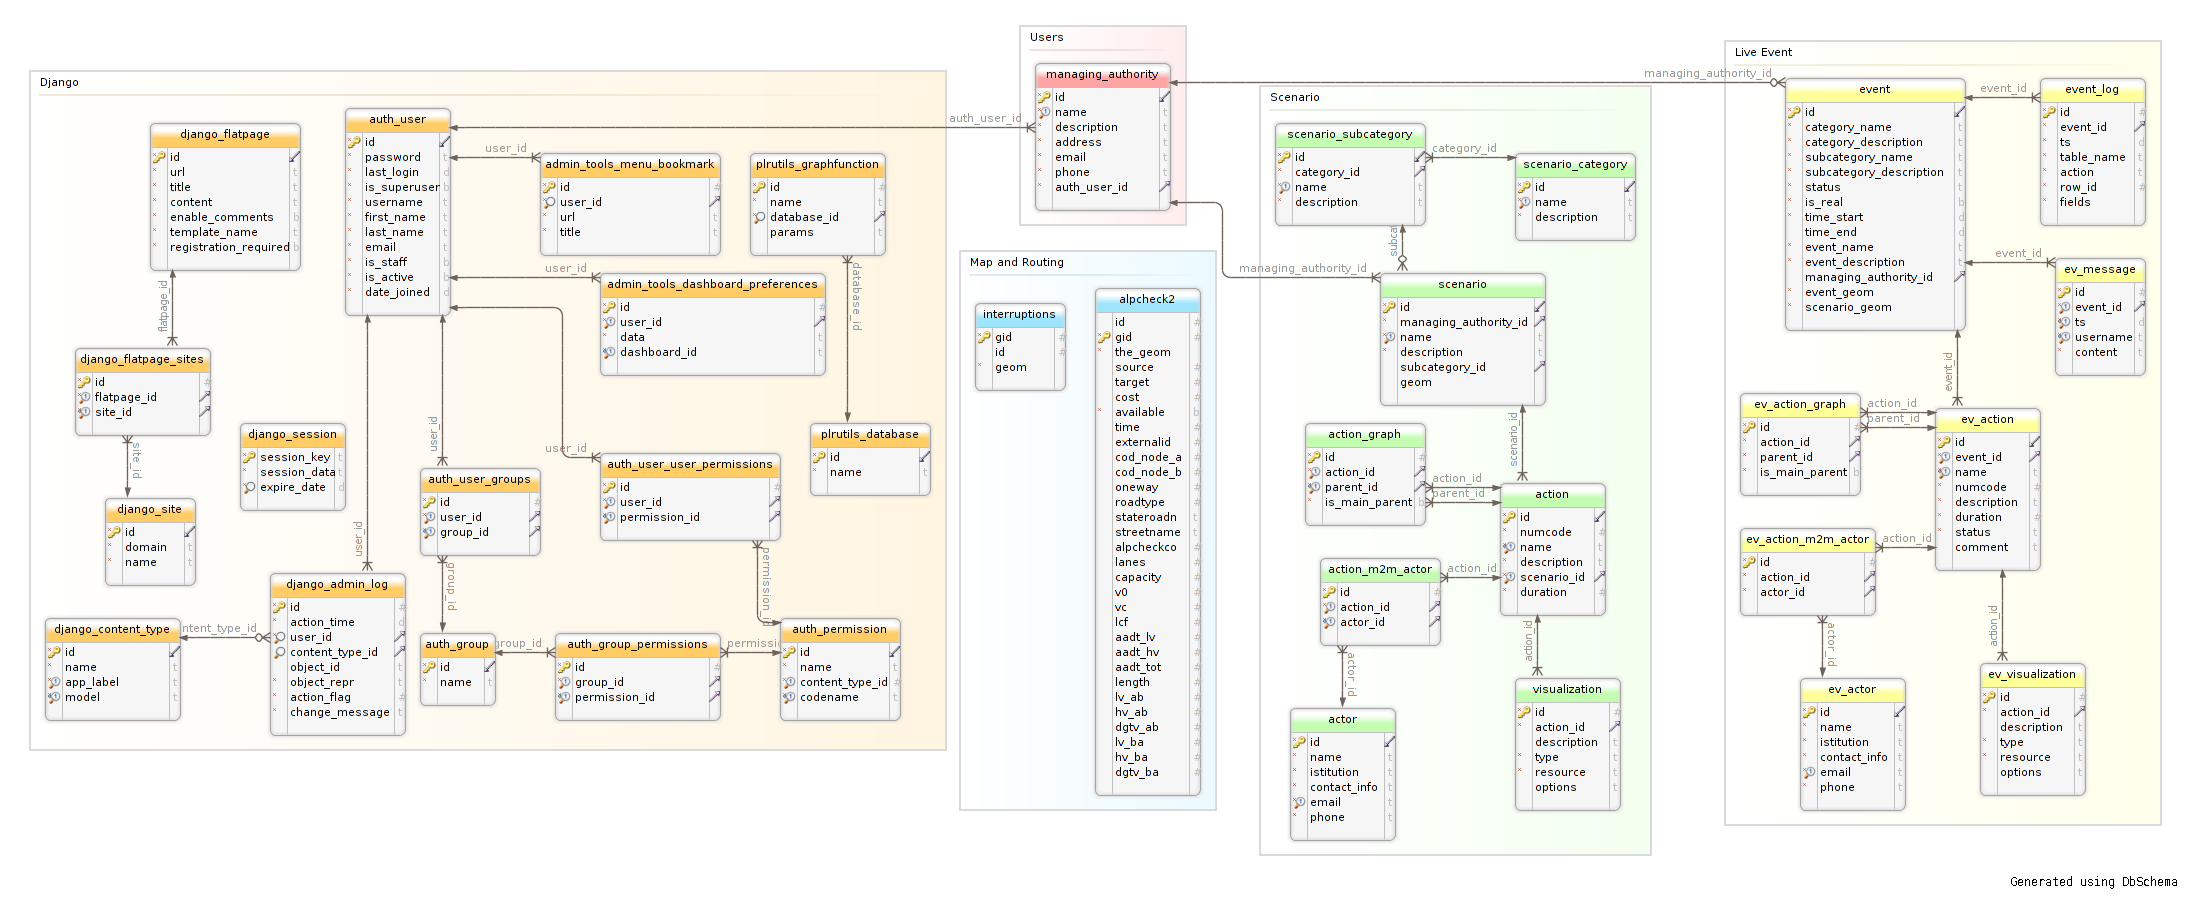 Django
django_flatpage
id
url
title
content
enable_comments
template_name
registration_required
flatpage_id
django_flatpage_sites
id
flatpage_id
site_id
site_id
django_site
id
domain
name
django_session
session_key
session_data
expire_date
django_content_type
id
name
app_label
model
ntent_type_id
django_admin_log
id
action_time
user_id
content_type_id
object_id
object_repr
action_flag
change_message
user_id
auth_user
id
password
last_login
is_superuser
username
first_name
last_name
email
is_staff
is_active
date_joined
user_id
admin_tools_menu_bookmark
id
user_id
url
title
user_id
admin_tools_dashboard_preferences
id
user_id
data
dashboard_id
plrutils_graphfunction
id
name
database_id
params
database_id
plrutils_database
id
name
user_id
auth_user_groups
id
user_id
group_id
group_id
user_id
auth_user_user_permissions
id
user_id
permission_id
permission_i
auth_group
id
name
group_id
auth_group_permissions
id
group_id
permission_id
permissi
auth_permission
id
name
content_type_id
codename
auth_user_id
Users
managing_authority
id
name
description
address
email
phone
auth_user_id
managing_authority_id
managing_authority_id
Map and Routing
interruptions
gid
id
geom
alpcheck2
id
gid
the_geom
source
target
cost
available
time
externalid
cod_node_a
cod_node_b
oneway
roadtype
stateroadn
streetname
alpcheckco
lanes
capacity
v0
vc
lcf
aadt_lv
aadt_hv
aadt_tot
length
lv_ab
hv_ab
dgtv_ab
lv_ba
hv_ba
dgtv_ba
Scenario
scenario_subcategory
id
category_id
name
description
category_id
scenario_category
id
name
description
subcat
scenario
id
managing_authority_id
name
description
subcategory_id
geom
scenario_id
action_graph
id
action_id
parent_id
is_main_parent
action_id
parent_id
action
id
numcode
name
description
scenario_id
duration
action_m2m_actor
id
action_id
actor_id
action_id
actor_id
action_id
actor
id
name
istitution
contact_info
email
phone
visualization
id
action_id
description
type
resource
options
Live Event
event
id
category_name
category_description
subcategory_name
subcategory_description
status
is_real
time_start
time_end
event_name
event_description
managing_authority_id
event_geom
scenario_geom
event_id
event_log
id
event_id
ts
table_name
action
row_id
fields
event_id
ev_message
id
event_id
ts
username
content
event_id
ev_action_graph
id
action_id
parent_id
is_main_parent
action_id
parent_id
ev_action
id
event_id
name
numcode
description
duration
status
comment
ev_action_m2m_actor
id
action_id
actor_id
action_id
actor_id
action_id
ev_actor
id
name
istitution
contact_info
email
phone
ev_visualization
id
action_id
description
type
resource
options
Generated using DbSchema